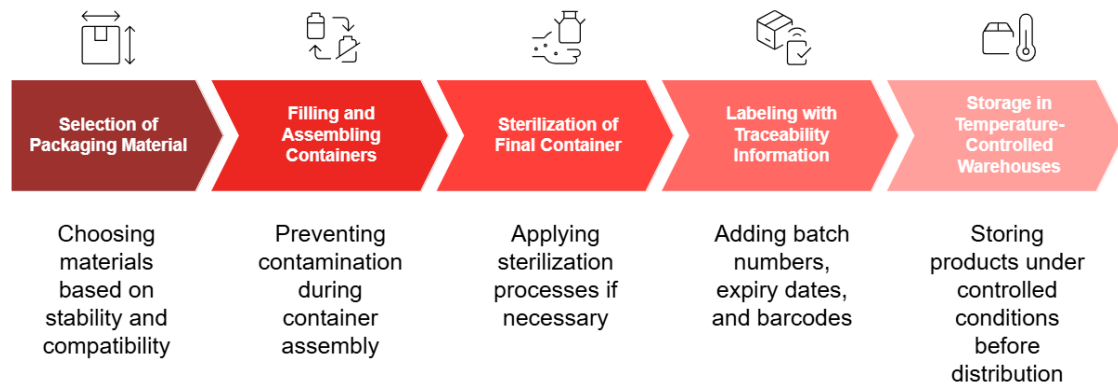 Selection of
Packaging Material
Filling and
Assembling
Containers
Sterilization of
Final Container
Labeling with
Traceability
Information
Storage in
Temperature-
Controlled
Warehouses
Choosing
materials
based on
stability and
compatibility
Preventing
contamination
during
container
assembly
Applying
sterilization
processes if
necessary
Adding batch
numbers,
expiry dates,
and barcodes
Storing
products under
controlled
conditions
before
distribution